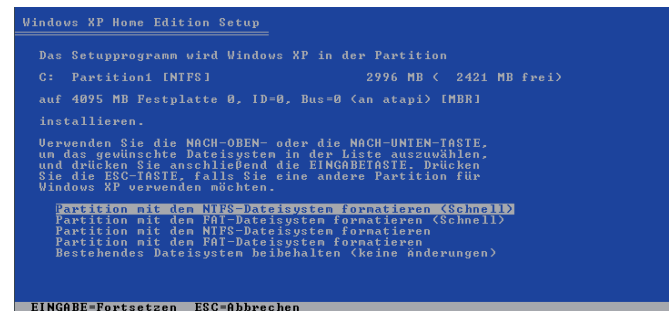 Windows XP Home Edition Setup
Das Setupprogramm wird Windows XP in der Partition
C: Partition1 [NTFS] 2996 MB ( 2421 MB frei)
auf 4095 MB Festplatte 0, ID=0, Bus=0 (an atapi) [MBR]
installieren.
Verwenden Sie die NACH-OBEN- oder die NACH-UNTEN-TASTE,
um das gewünschte Dateisystem in der Liste auszuwählen,
und drücken Sie anschließend die EINGABETASTE. Drücken
Sie die ESC-TASTE, falls Sie eine andere Partition für
Windows XP verwenden möchten.
Partition mit dem NTFS-Dateisystem formatieren (Schnell)
Partition mit dem FAT-Dateisystem formatieren (Schnell)
Partition mit dem NTFS-Dateisystem formatieren
Partition mit dem FAT-Dateisystem formatieren
Bestehendes Dateisystem beibehalten (keine Änderungen)
EINGABE=Fortsetzen ESC=Abbrechen